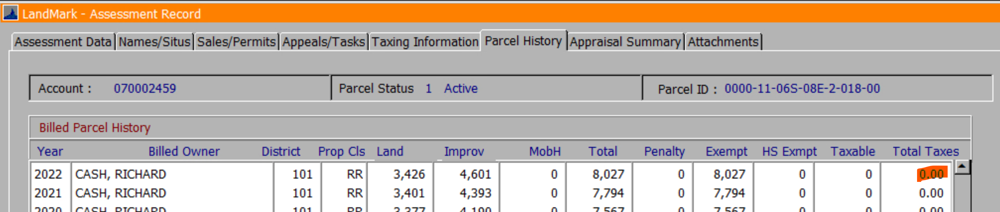 LandMark - Assessment Record
Assessment Data Names/Situs Sales/Permits Appeals/Tasks Taxing Information Parcel History Appraisal Summary Attachments
Account : 070002459 Parcel Status 1 Active Parcel ID : 0000-11-06S-08E-2-018-00
Billed Parcel History
Year Billed Owner District Prop Cls Land Improv MobH Total Penalty Exempt HS Exmpt Taxable Total Taxes
2022 CASH, RICHARD 101 RR 3,426 4,601 0 8,027 0 8,027 0 0 0.00
2021 CASH, RICHARD 101 RR 3,401 4,393 0 7,794 0 7,794 0 0 0.00
2020 CASH, RICHARD 101 RR 3,377 4,190 0 7,567 0 7,567 0 0 0.00